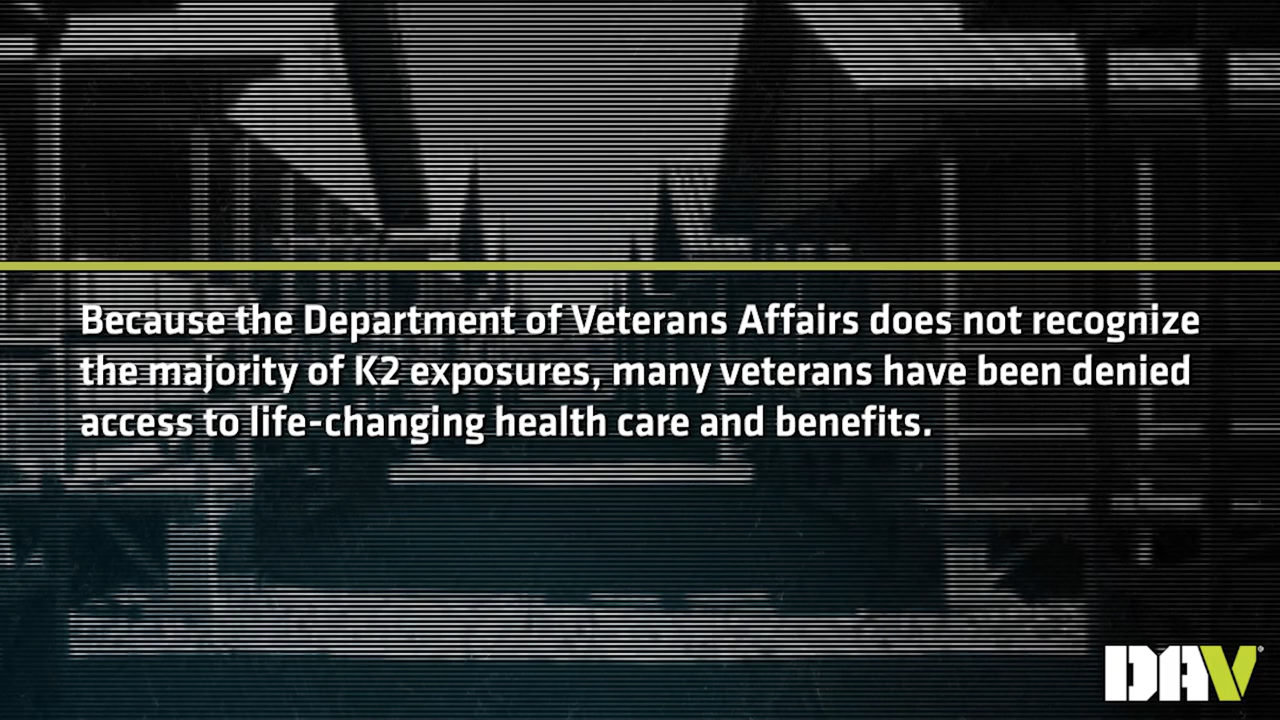 Because the Department of Veterans Affairs does not recognize
the majority of K2 exposures, many veterans have been denied
access to life-changing health care and benefits.
DAV®